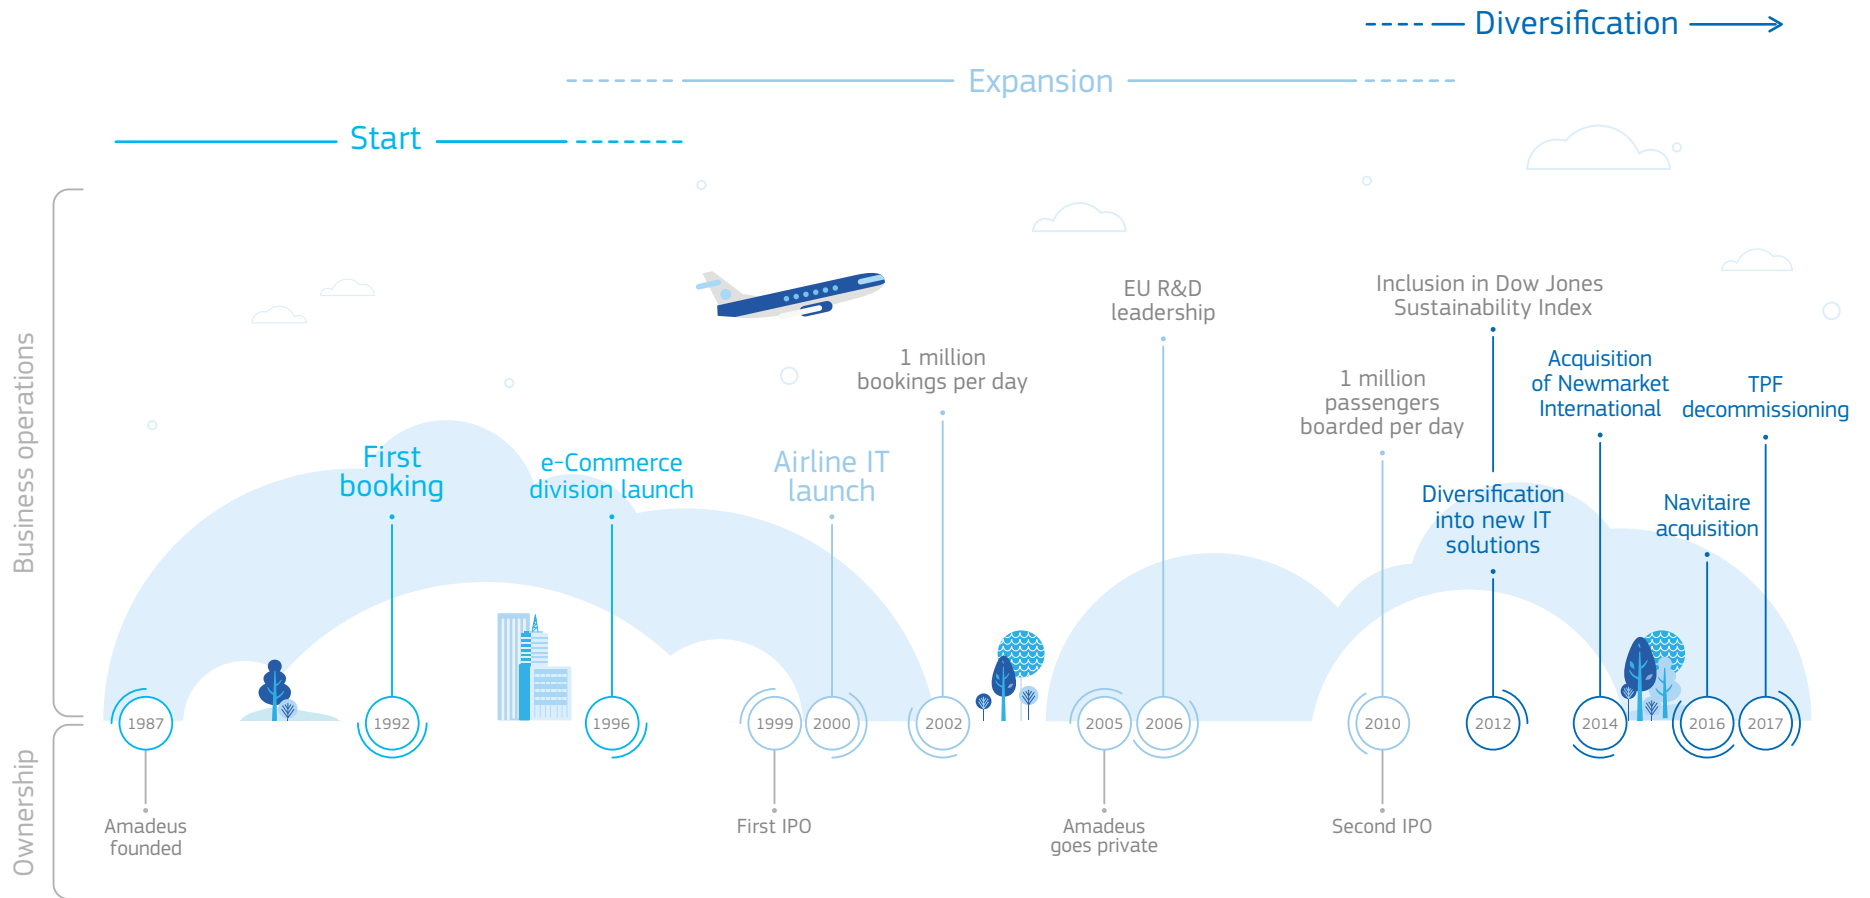 Diversification
Expansion
Start
Business operations
EU R&D
leadership
Inclusion in Dow Jones
Sustainability Index
1 million
bookings per day
1 million
passengers
boarded per day
Acquisition
of Newmarket
International
TPF
decommissioning
First
booking
e-Commerce
division launch
Airline IT
launch
Diversification
into new IT
solutions
Navitaire
acquisition
1987
1992
1996
1999
2000
2002
2005
2006
2010
2012
2014
2016
2017
Ownership
Amadeus
founded
First IPO
Amadeus
goes private
Second IPO